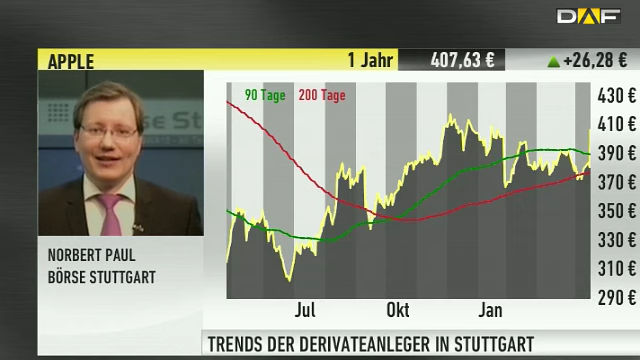 DAF
APPLE 1 Jahr 407,63 € +26,28 €
90 Tage 200 Tage
430 €
410 €
390 €
370 €
350 €
330 €
310 €
290 €
Jul Okt Jan
NORBERT PAUL
BÖRSE STUTTGART
TRENDS DER DERIVATEANLEGER IN STUTTGART